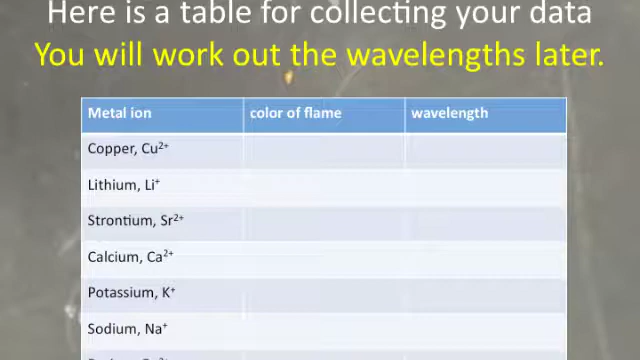 Here is a table for collecting your data
You will work out the wavelengths later.
Metal ion color of flame wavelength
Copper, Cu²⁺
Lithium, Li⁺
Strontium, Sr²⁺
Calcium, Ca²⁺
Potassium, K⁺
Sodium, Na⁺